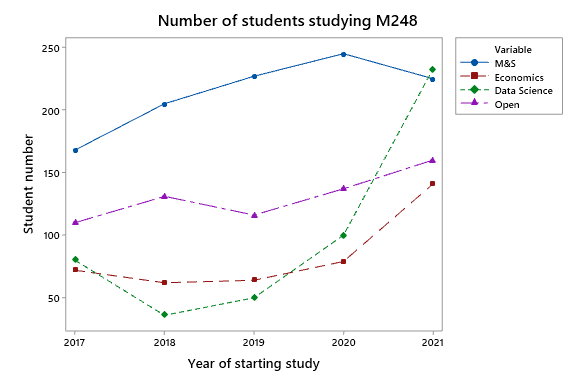 Number of students studying M248
250
200
150
100
50
Student number
2017 2018 2019 2020 2021
Year of starting study
Variable
M&S
Economics
Data Science
Open